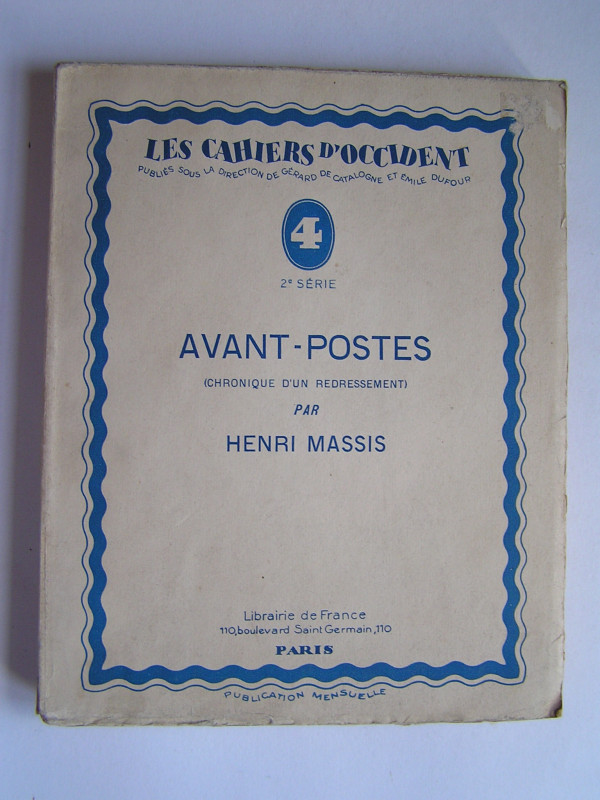 LES CAHIERS D'OCCIDENT
PUBLIÉS SOUS LA DIRECTION DE GÉRARD DE CATALOGNE ET ÉMILE DUFOUR
4
2e SÉRIE
AVANT-POSTES
(CHRONIQUE D'UN REDRESSEMENT)
PAR
HENRI MASSIS
Librairie de France
110, boulevard Saint Germain, 110
PARIS
PUBLICATION MENSUELLE